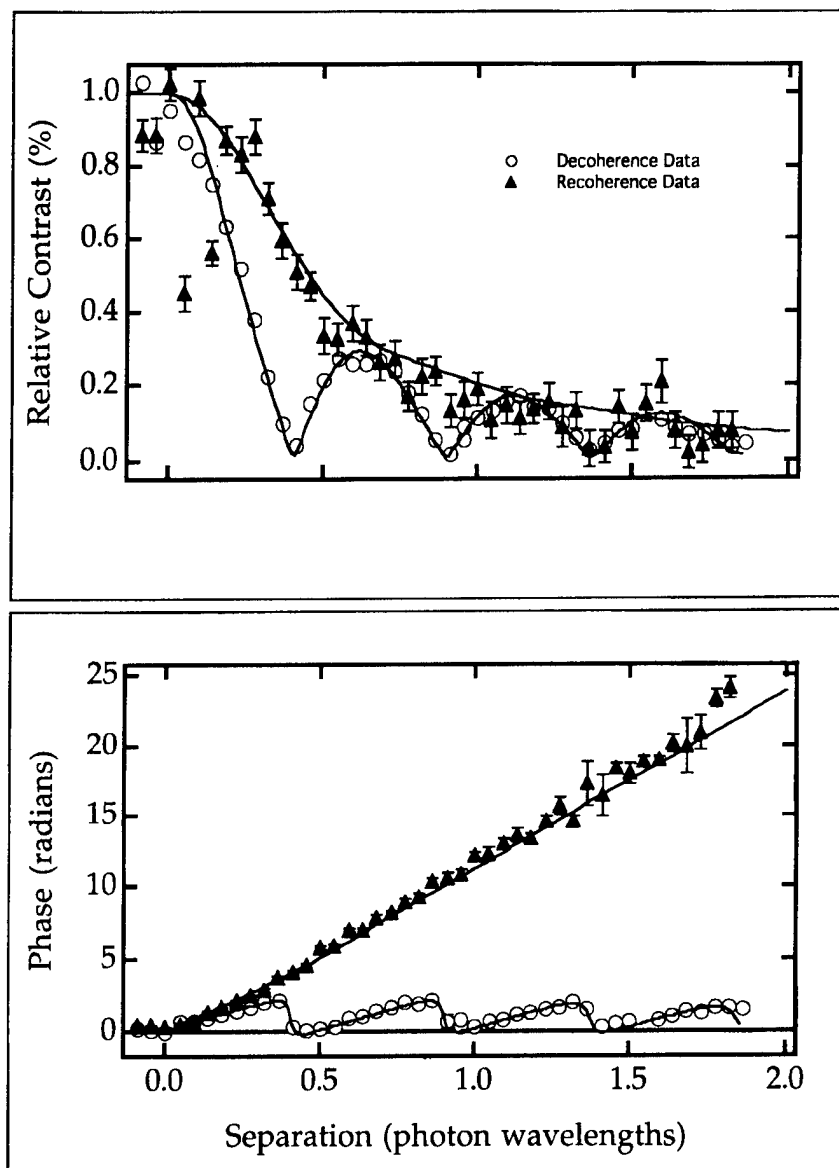 Relative Contrast (%)
1.0
0.8
0.6
0.4
0.2
0.0
Decoherence Data
Recoherence Data
Phase (radians)
25
20
15
10
5
0
0.0 0.5 1.0 1.5 2.0
Separation (photon wavelengths)